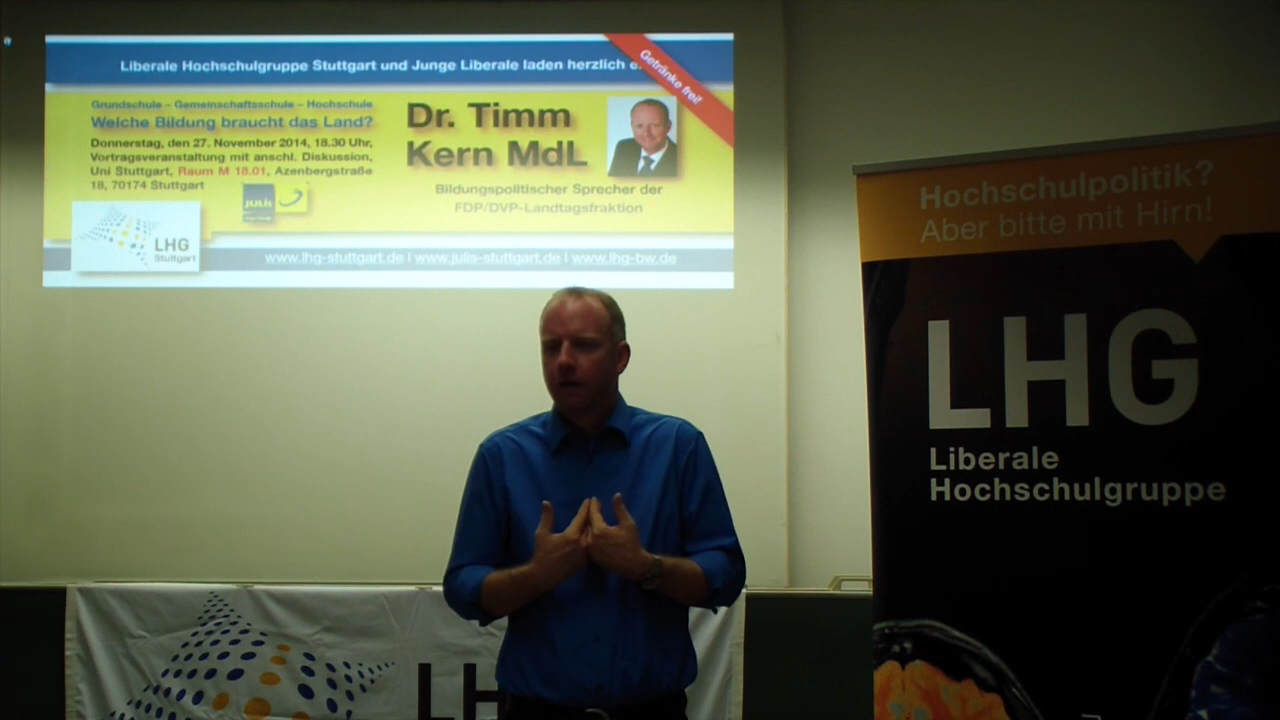 Liberale Hochschulgruppe Stuttgart und Junge Liberale laden herzlich
Getränke frei!
Grundschule – Gemeinschaftsschule – Hochschule
Welche Bildung braucht das Land?
Donnerstag, den 27. November 2014, 18.30 Uhr,
Vortragsveranstaltung mit anschl. Diskussion,
Uni Stuttgart, Raum M 18.01, Azenbergstraße
18, 70174 Stuttgart
Dr. Timm
Kern MdL
Bildungspolitischer Sprecher der
FDP/DVP-Landtagsfraktion
JULIS
LHG
Stuttgart
www.lhg-stuttgart.de | www.julis-stuttgart.de | www.lhg-bw.de
Hochschulpolitik?
Aber bitte mit Hirn!
LHG
Liberale
Hochschulgruppe
LH